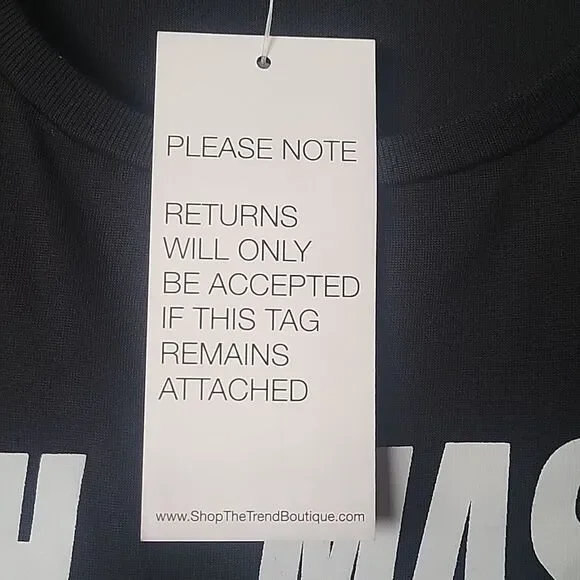 PLEASE NOTE
RETURNS
WILL ONLY
BE ACCEPTED
IF THIS TAG
REMAINS
ATTACHED
www.ShopTheTrendBoutique.com